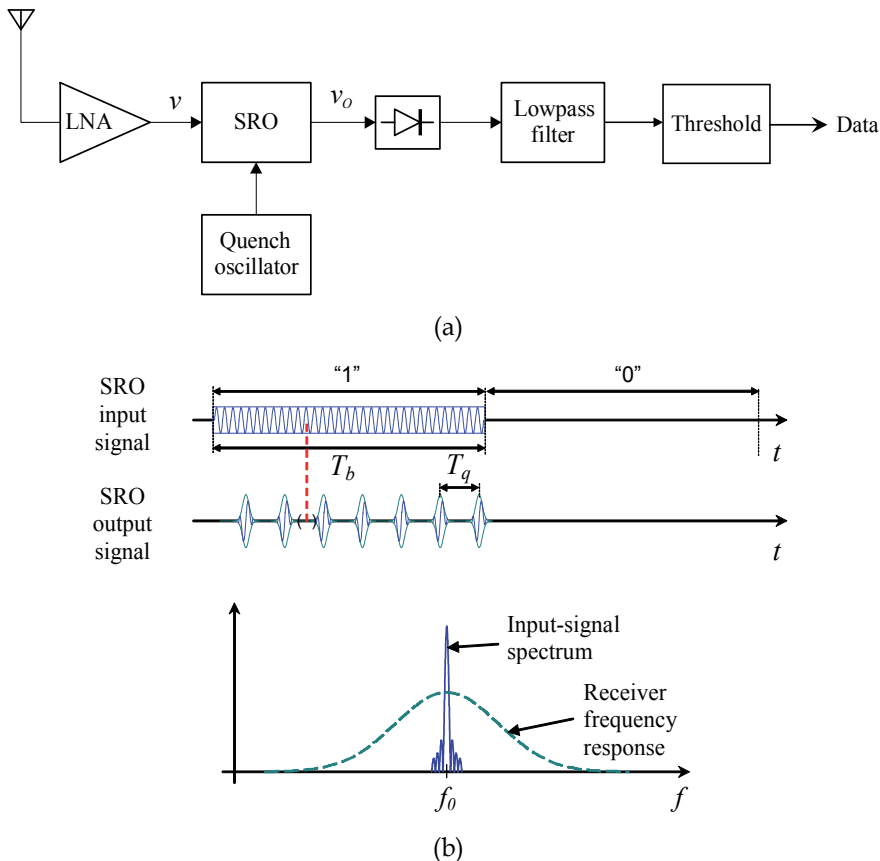 LNA
v
SRO
v_o
Lowpass
filter
Threshold
Data
Quench
oscillator
(a)
SRO
input
signal
"1"
"0"
T_b
T_q
t
SRO
output
signal
( )
t
Input-signal
spectrum
Receiver
frequency
response
f_0
f
(b)